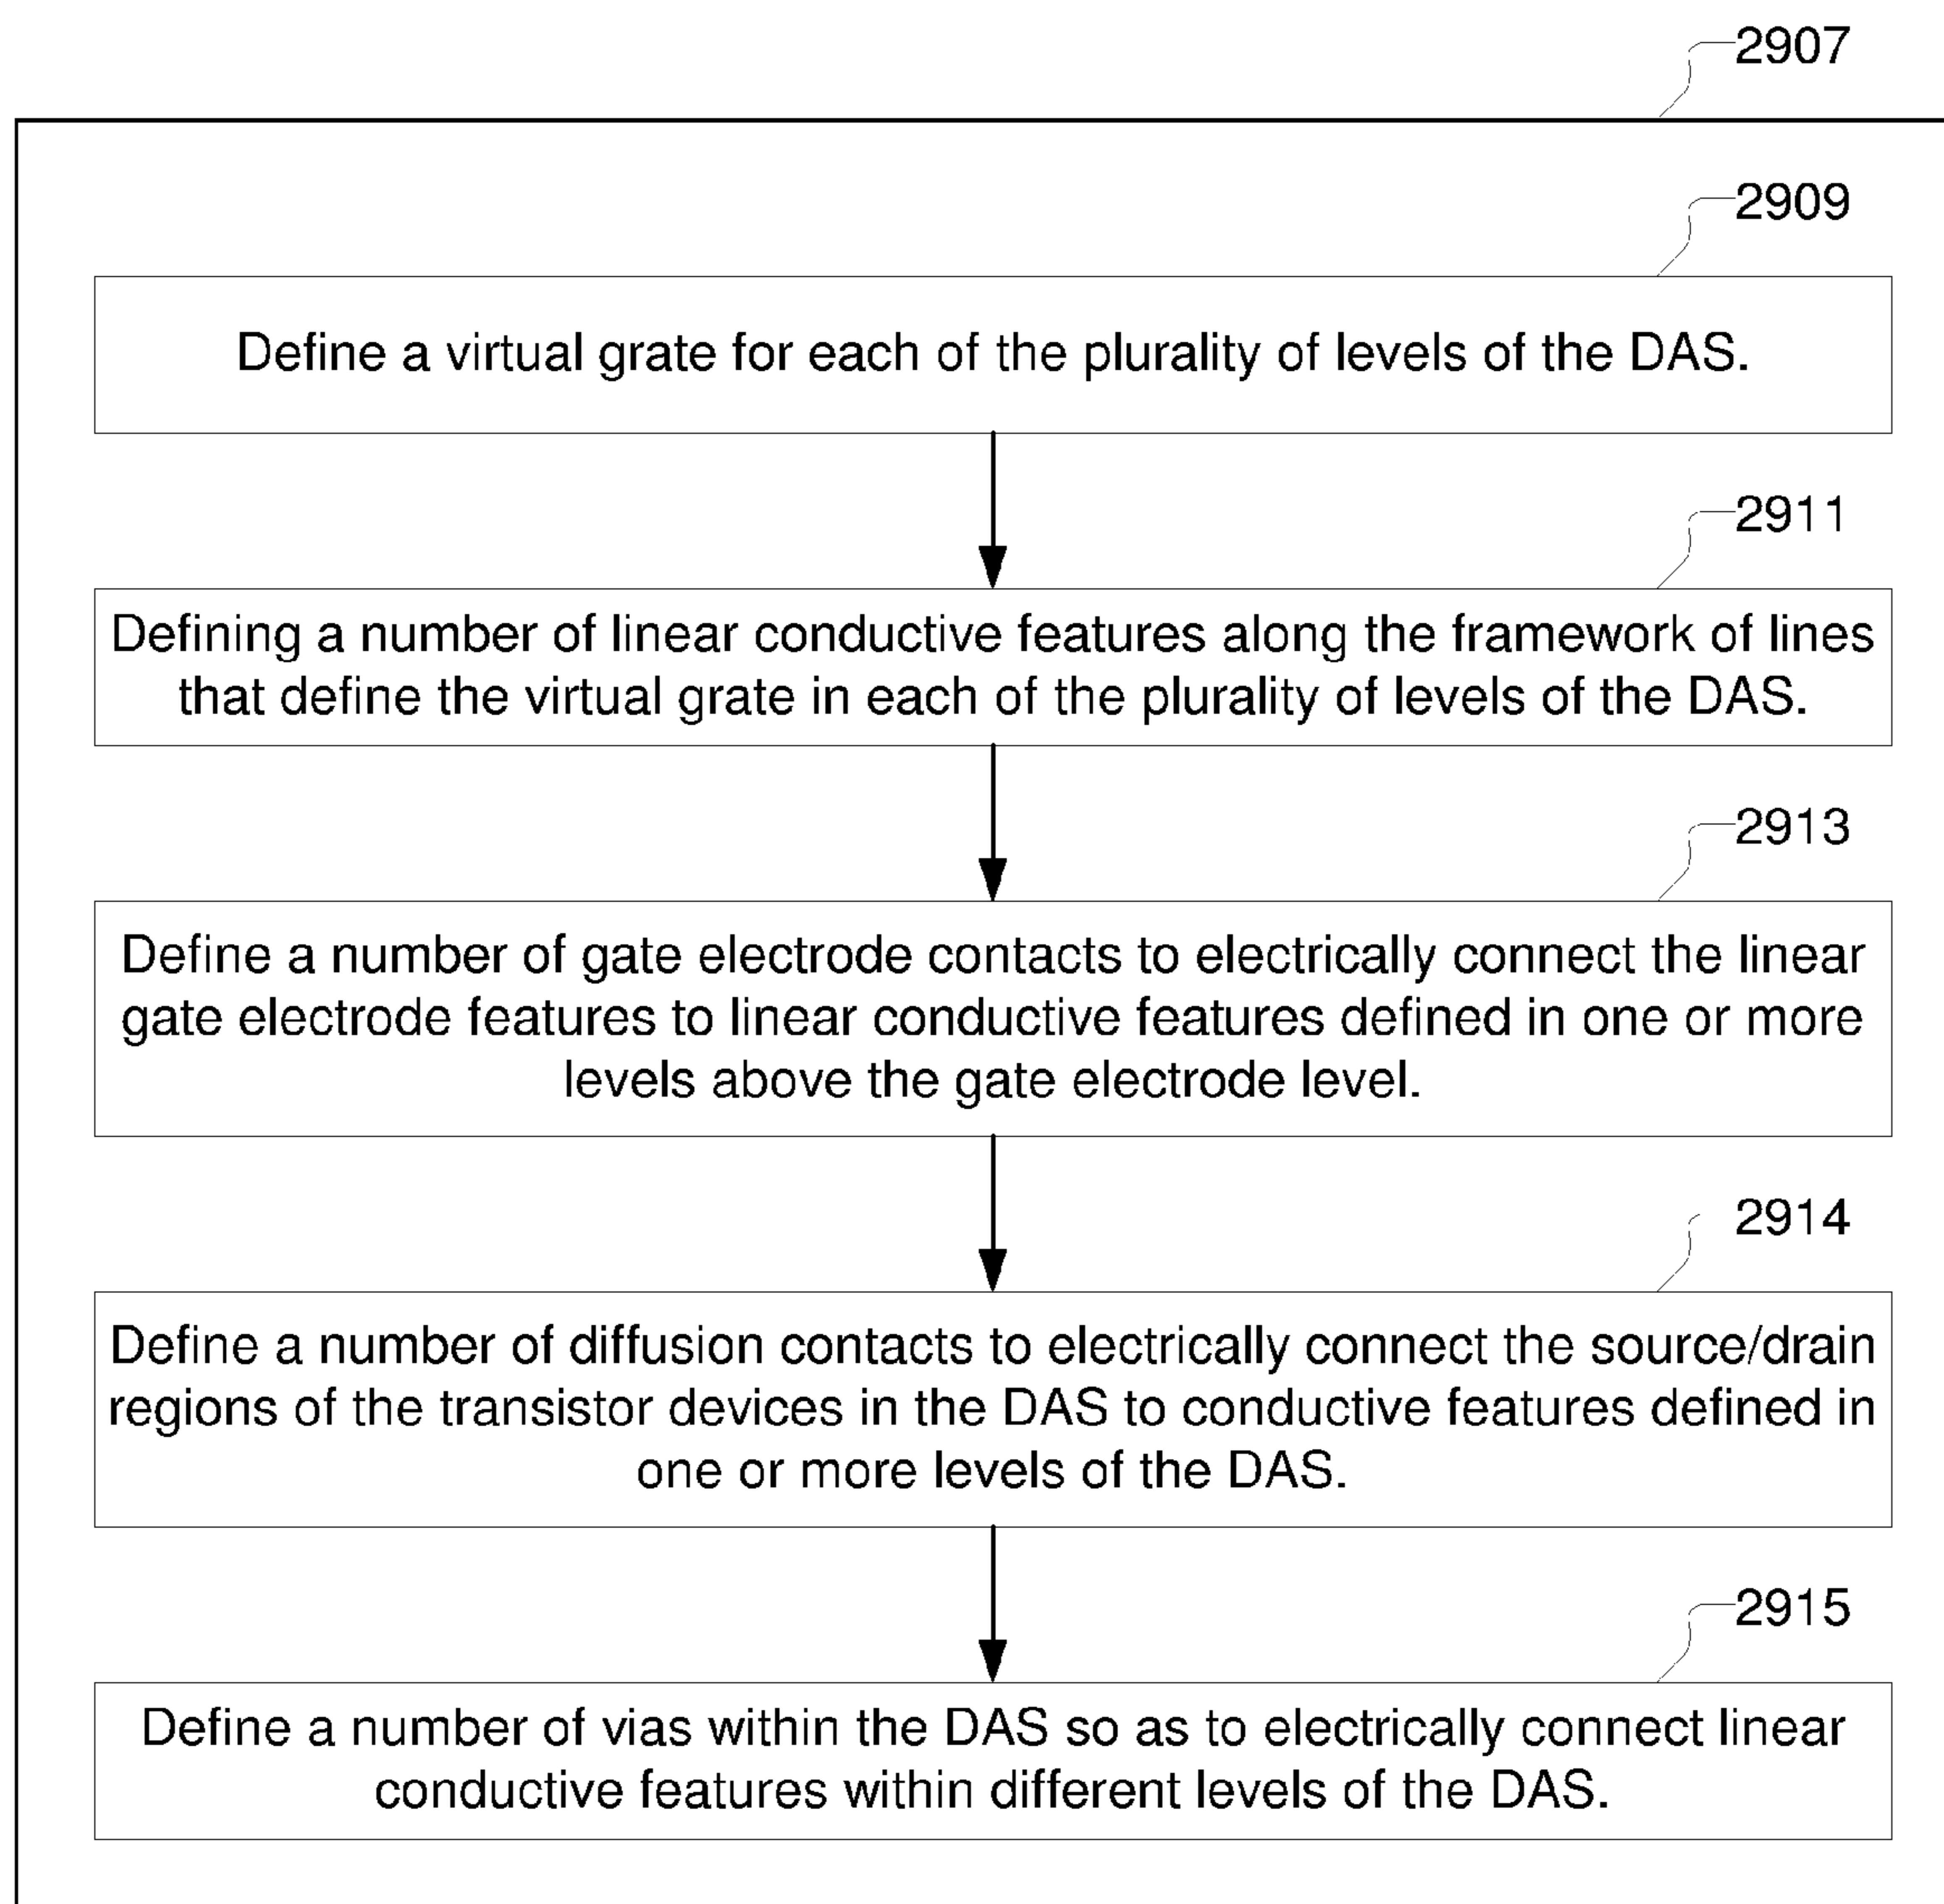 2907
2909
Define a virtual grate for each of the plurality of levels of the DAS.
2911
Defining a number of linear conductive features along the framework of lines
that define the virtual grate in each of the plurality of levels of the DAS.
2913
Define a number of gate electrode contacts to electrically connect the linear
gate electrode features to linear conductive features defined in one or more
levels above the gate electrode level.
2914
Define a number of diffusion contacts to electrically connect the source/drain
regions of the transistor devices in the DAS to conductive features defined in
one or more levels of the DAS.
2915
Define a number of vias within the DAS so as to electrically connect linear
conductive features within different levels of the DAS.